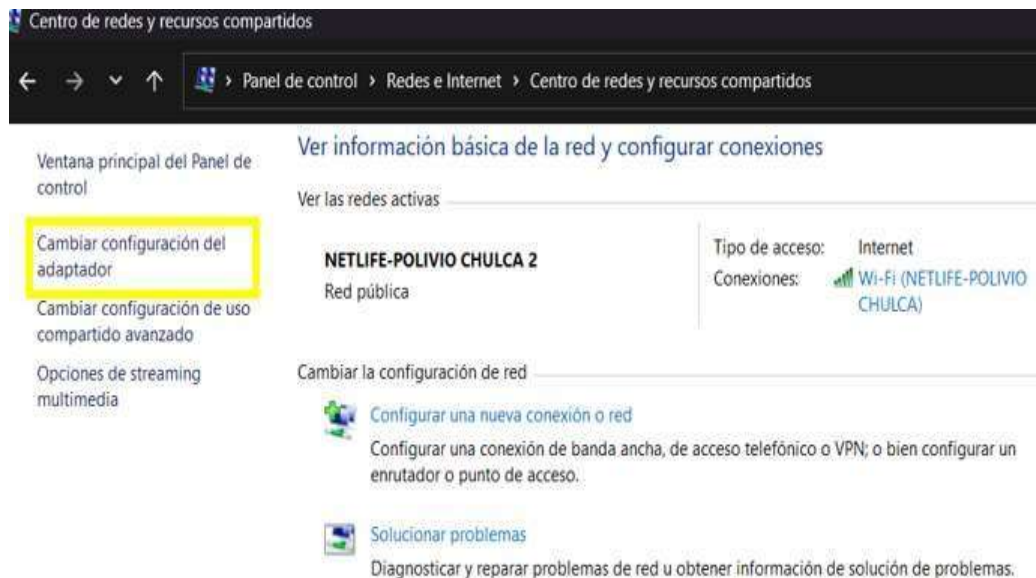 Centro de redes y recursos compartidos
Panel de control > Redes e Internet > Centro de redes y recursos compartidos
Ventana principal del Panel de
control
Cambiar configuración del
adaptador
Cambiar configuración de uso
compartido avanzado
Opciones de streaming
multimedia
Ver información básica de la red y configurar conexiones
Ver las redes activas
NETLIFE-POLIVIO CHULCA 2
Red pública
Tipo de acceso: Internet
Conexiones: Wi-Fi (NETLIFE-POLIVIO
CHULCA)
Cambiar la configuración de red
Configurar una nueva conexión o red
Configurar una conexión de banda ancha, de acceso telefónico o VPN; o bien configurar un
enrutador o punto de acceso.
Solucionar problemas
Diagnosticar y reparar problemas de red u obtener información de solución de problemas.